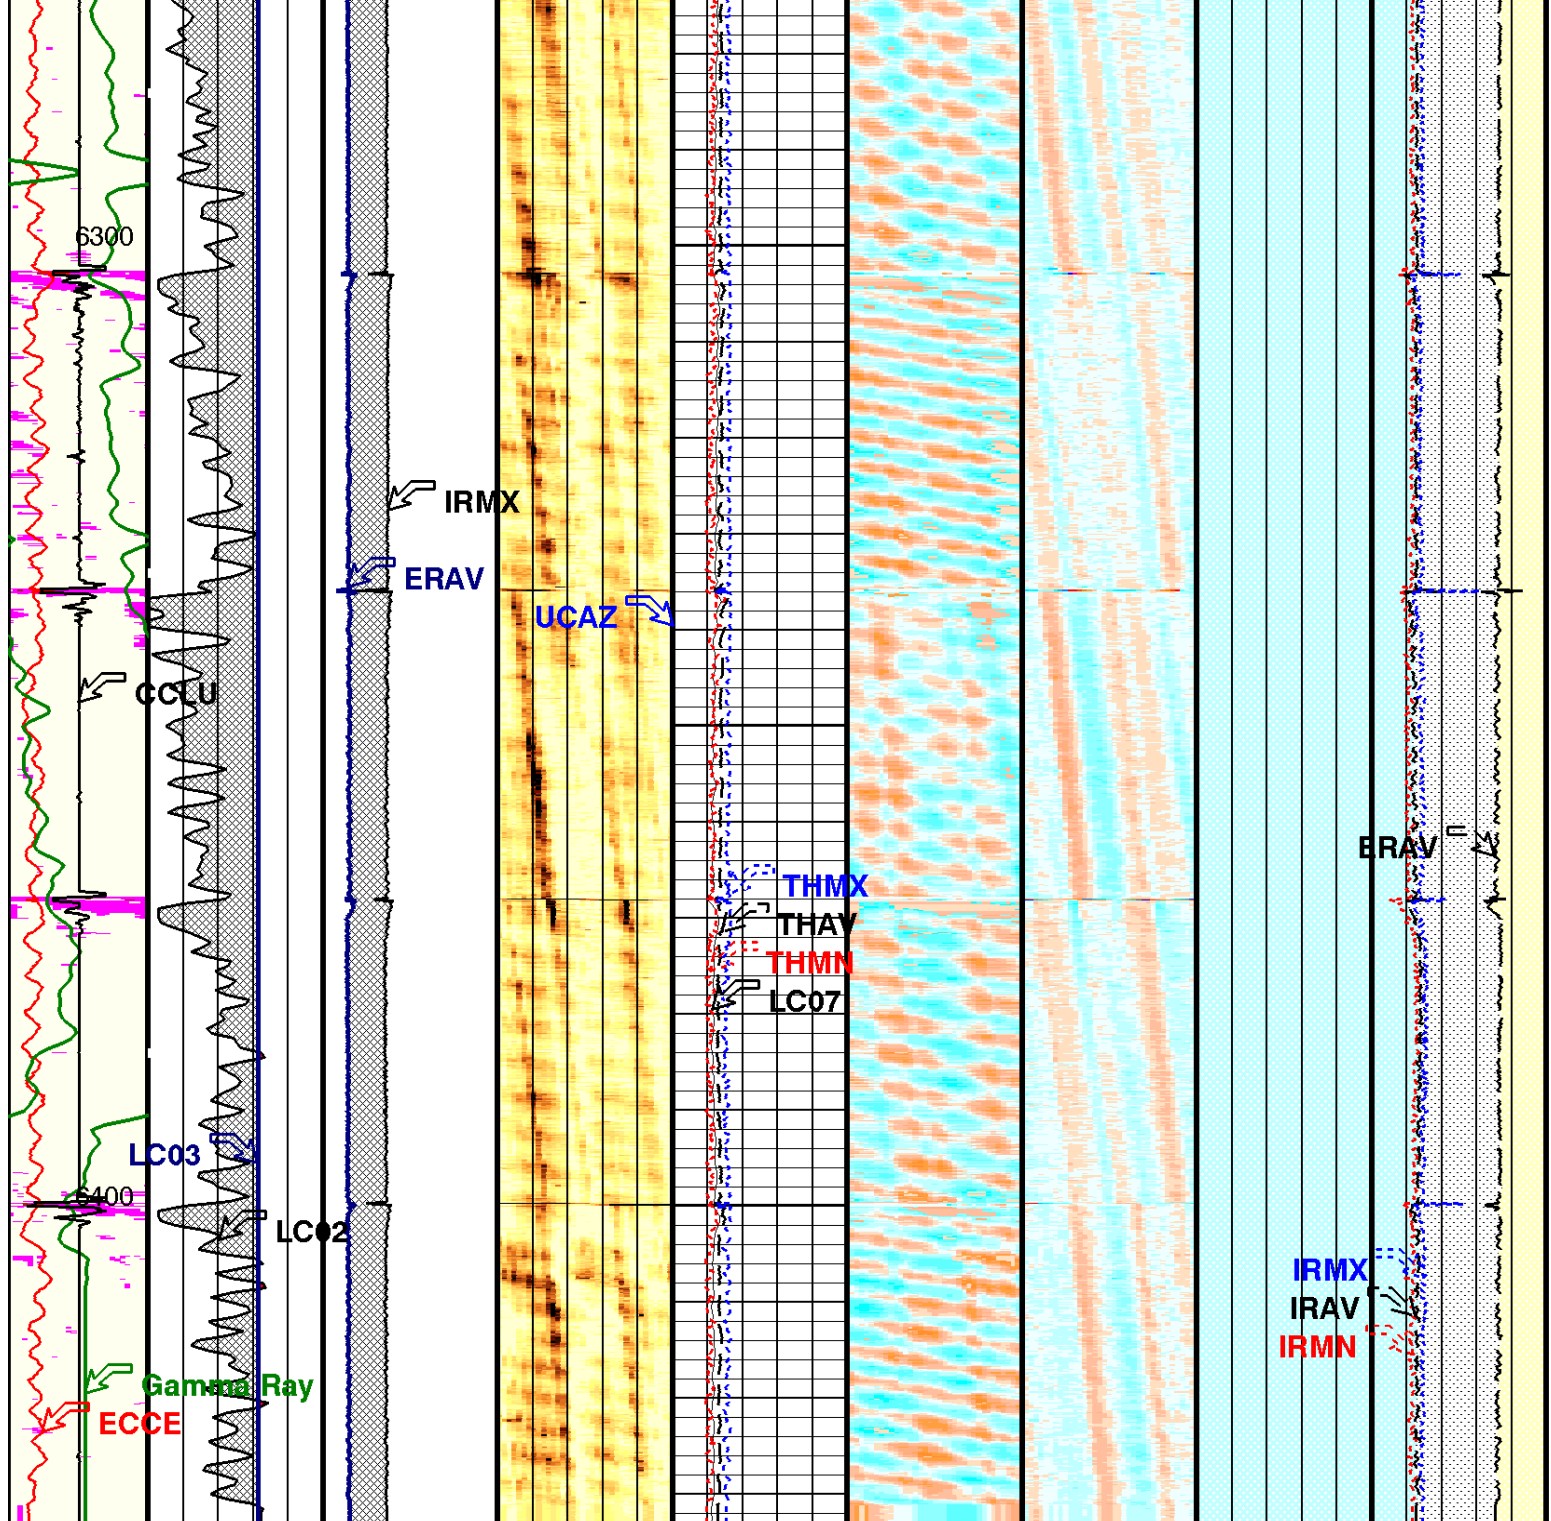 6300
IRMX
ERAV
UCAZ
CCLU
ERAV
THMX
THAV
THMN
LC07
LC03
6400
LC02
IRMX
IRAV
IRMN
Gamma Ray
ECCE